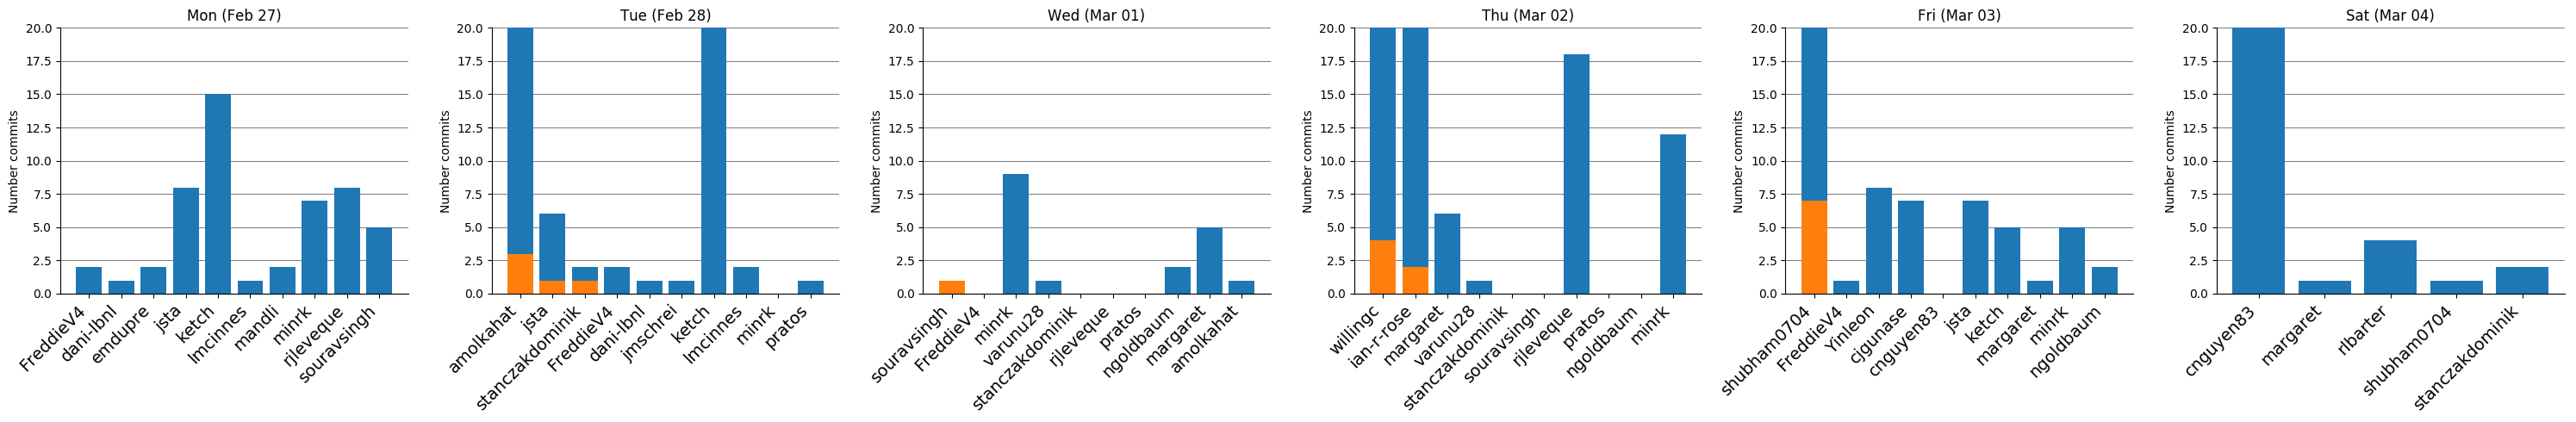 Mon (Feb 27)
Number commits
20.0
17.5
15.0
12.5
10.0
7.5
5.0
2.5
0.0
FreddieV4
dani-lbnl
emdupre
jsta
ketch
lmcinnes
mandli
minrk
rjleveque
souravsingh
Tue (Feb 28)
Number commits
20.0
17.5
15.0
12.5
10.0
7.5
5.0
2.5
0.0
amolkahat
jsta
stanczakdominik
FreddieV4
dani-lbnl
jmschrei
ketch
lmcinnes
minrk
pratos
Wed (Mar 01)
Number commits
20.0
17.5
15.0
12.5
10.0
7.5
5.0
2.5
0.0
souravsingh
FreddieV4
minrk
varunu28
stanczakdominik
rjleveque
pratos
ngoldbaum
margaret
amolkahat
Thu (Mar 02)
Number commits
20.0
17.5
15.0
12.5
10.0
7.5
5.0
2.5
0.0
willingc
ian-r-rose
margaret
varunu28
stanczakdominik
souravsingh
rjleveque
pratos
ngoldbaum
minrk
Fri (Mar 03)
Number commits
20.0
17.5
15.0
12.5
10.0
7.5
5.0
2.5
0.0
shubham0704
FreddieV4
Yinleon
cjgunase
cnguyen83
jsta
ketch
margaret
minrk
ngoldbaum
Sat (Mar 04)
Number commits
20.0
17.5
15.0
12.5
10.0
7.5
5.0
2.5
0.0
cnguyen83
margaret
rlbarter
shubham0704
stanczakdominik